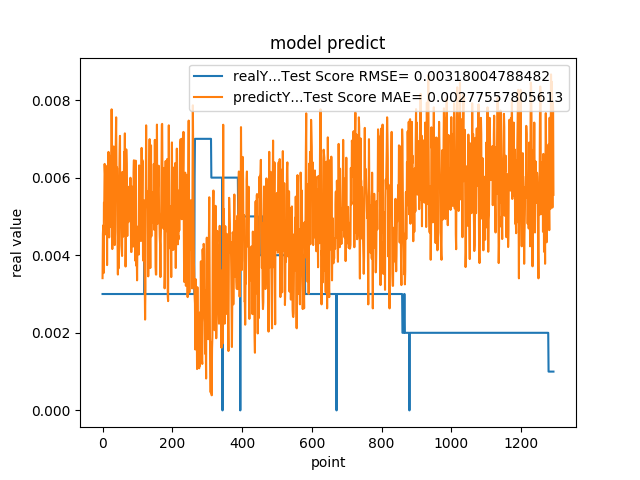 model predict
realY...Test Score RMSE= 0.00318004788482
predictY...Test Score MAE= 0.00277557805613
0.008
0.006
0.004
0.002
0.000
real value
0 200 400 600 800 1000 1200
point